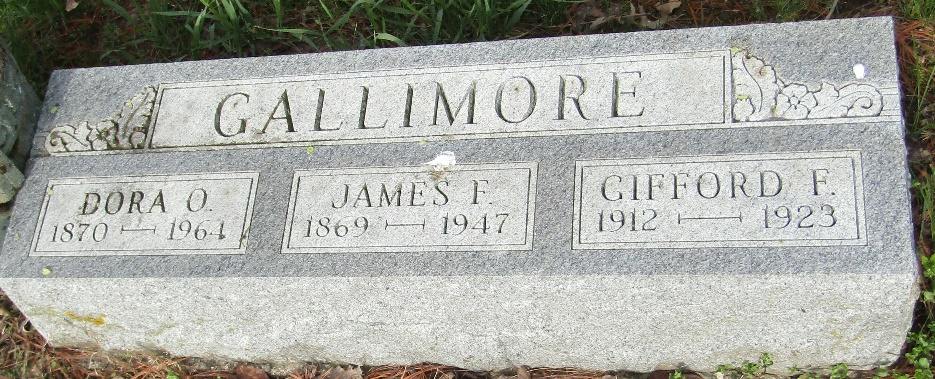 GALLIMORE
DORA O.
1870 — 1964
JAMES F.
1869 — 1947
GIFFORD F.
1912 — 1923